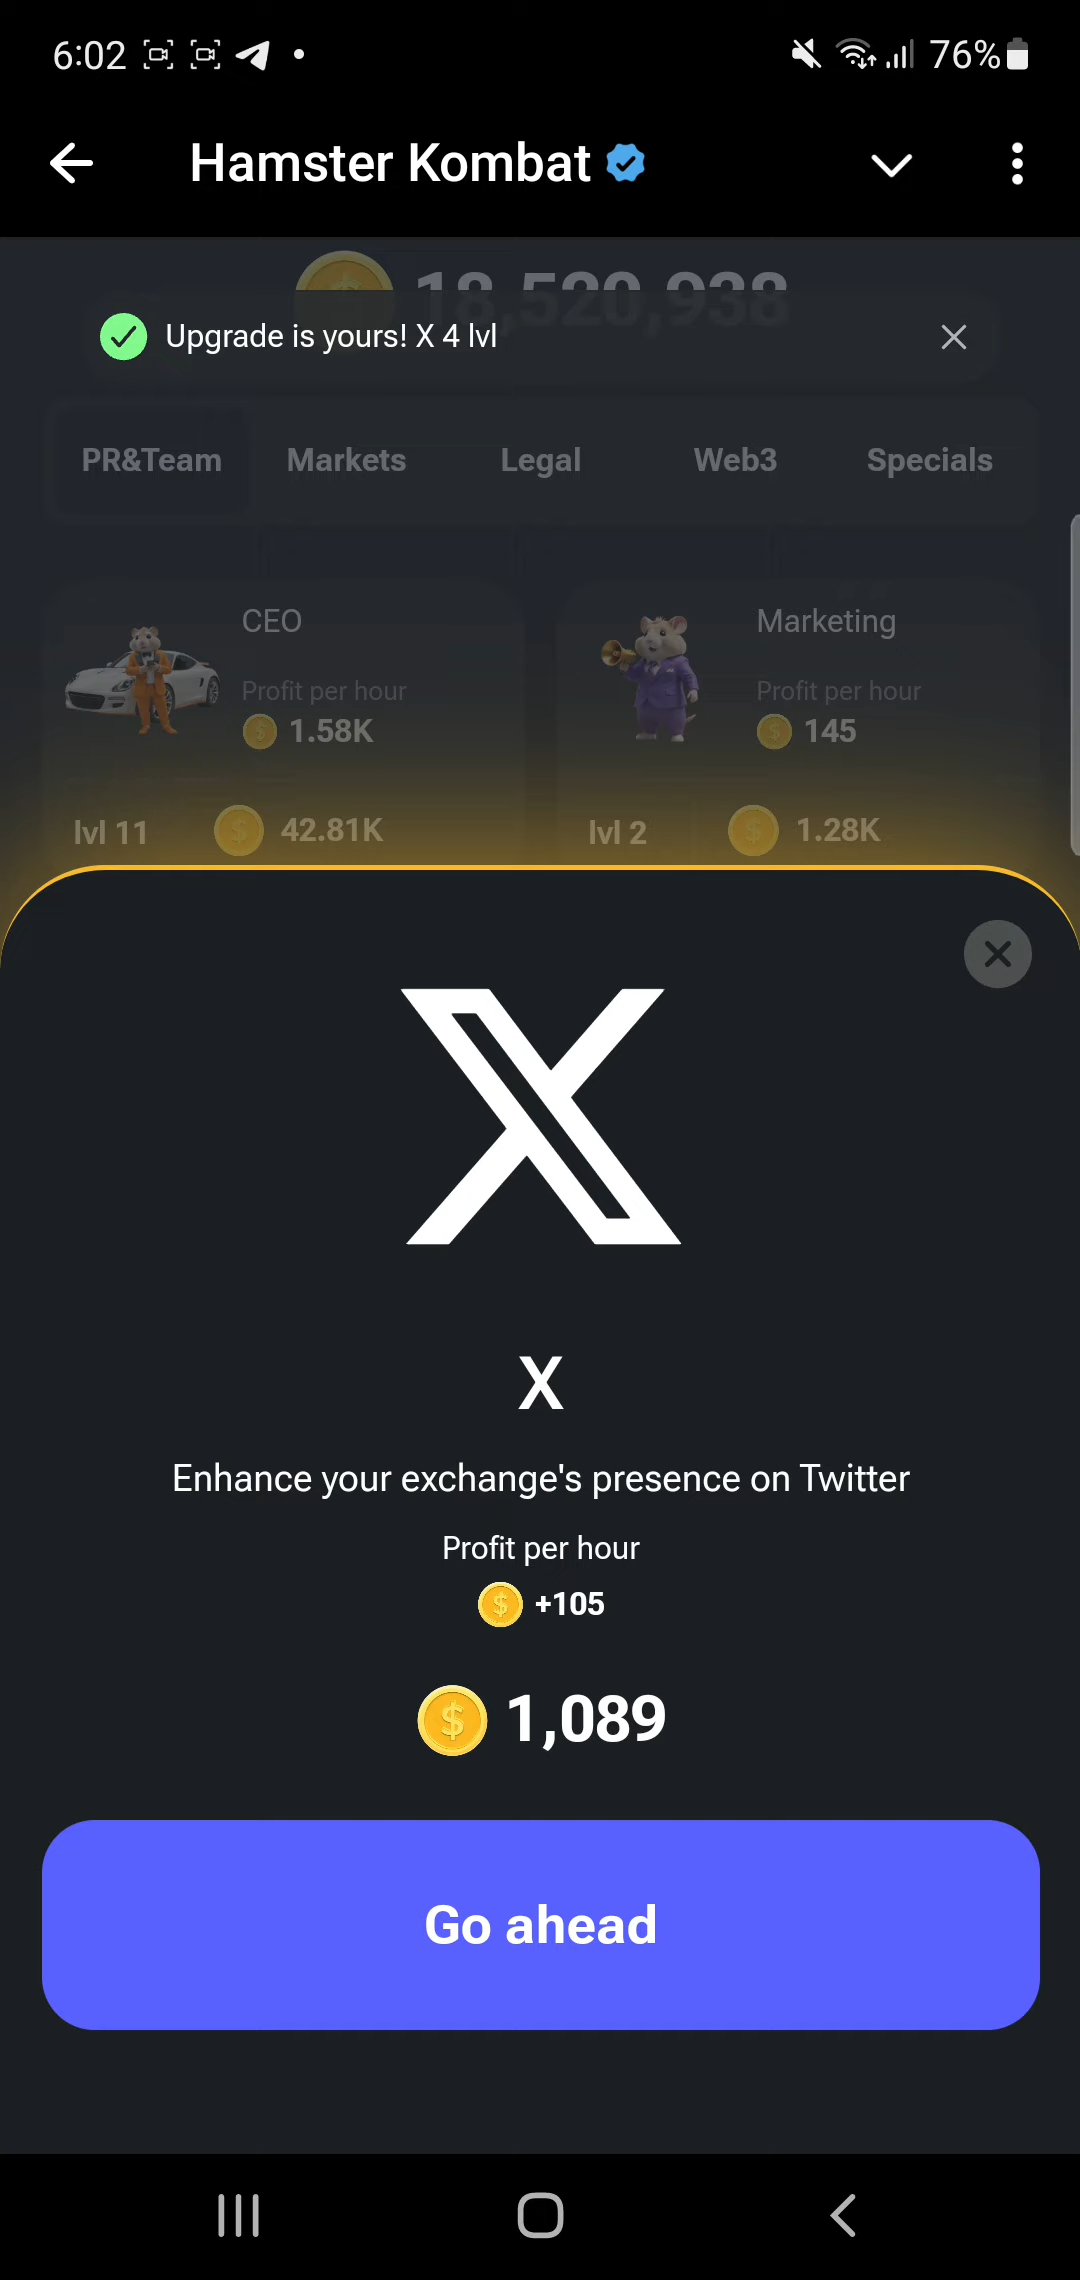 6:02
76%
Hamster Kombat
18,520,938
Upgrade is yours! X 4 lvl
PR&Team
Markets
Legal
Web3
Specials
CEO
Profit per hour
1.58K
lvl 11
42.81K
Marketing
Profit per hour
145
lvl 2
1.28K
X
Enhance your exchange's presence on Twitter
Profit per hour
+105
1,089
Go ahead